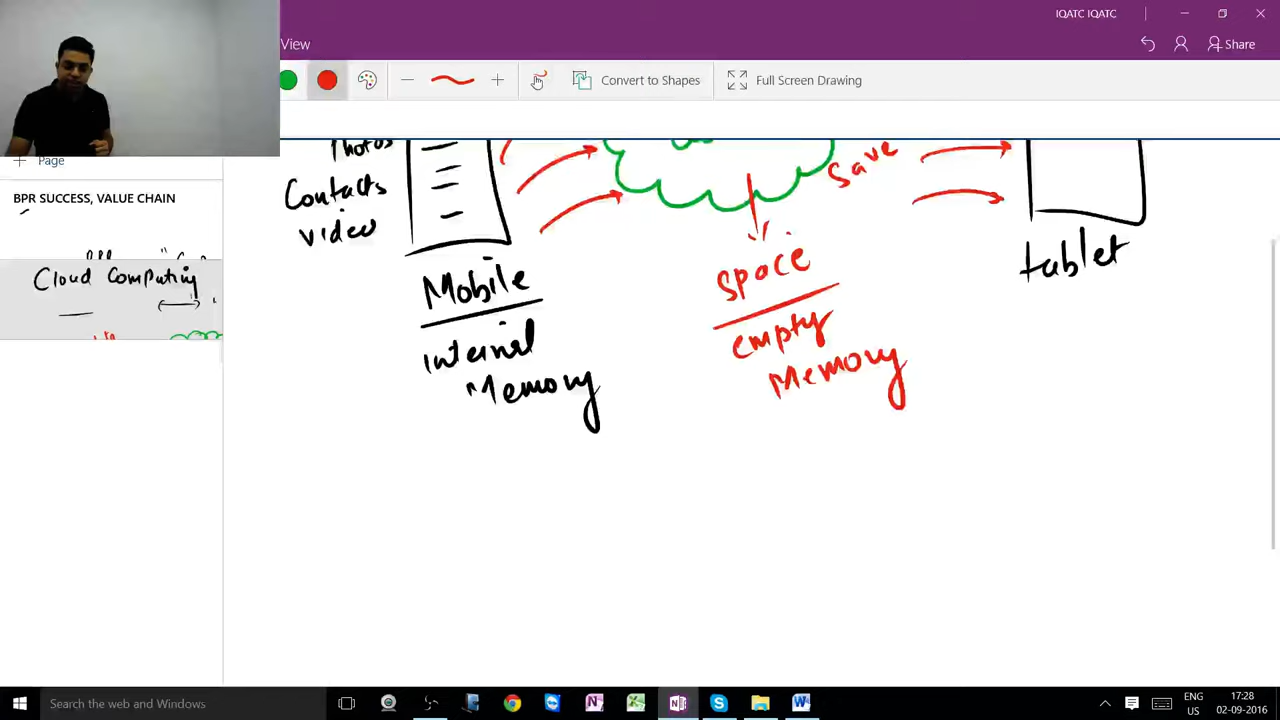 IQATC IQATC
View
Convert to Shapes
Full Screen Drawing
Share
Page
BPR SUCCESS, VALUE CHAIN
Cloud Computing
Photos
Contacts
video
Save
Mobile
internal
Memory
Space
empty
Memory
tablet
Search the web and Windows
ENG
US
17:28
02-09-2016